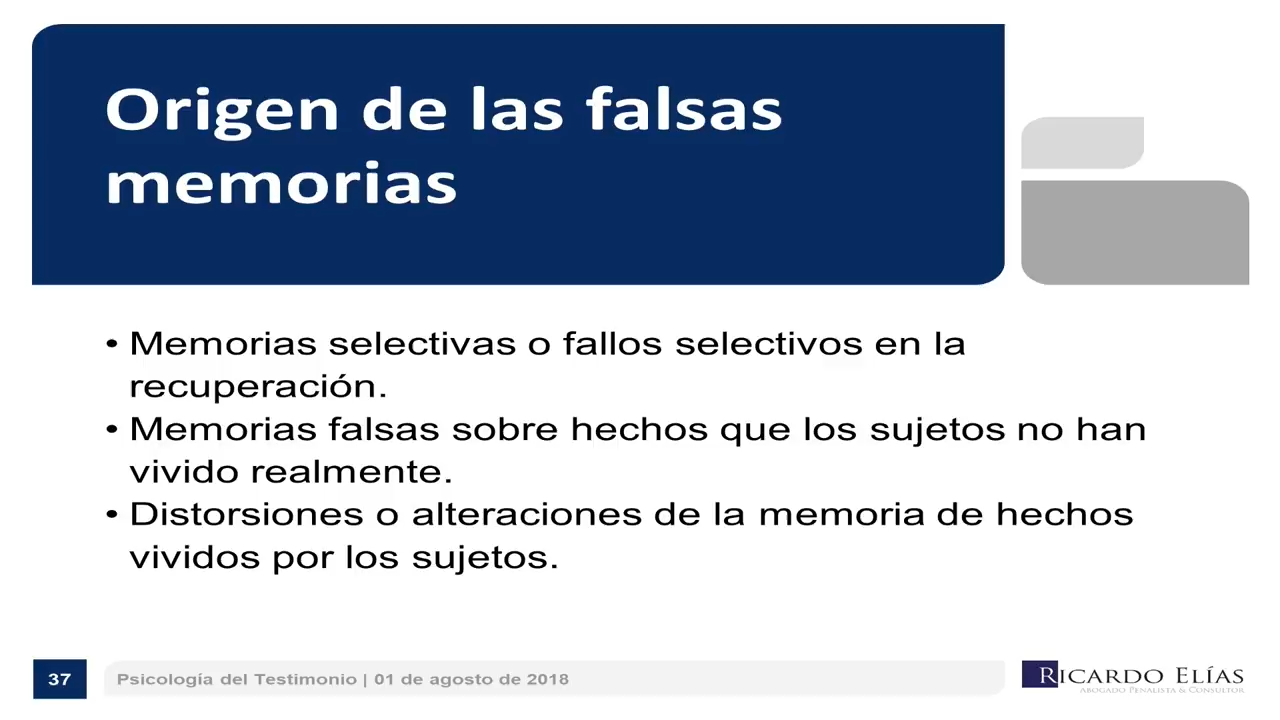 Origen de las falsas
memorias
• Memorias selectivas o fallos selectivos en la
recuperación.
• Memorias falsas sobre hechos que los sujetos no han
vivido realmente.
• Distorsiones o alteraciones de la memoria de hechos
vividos por los sujetos.
37
Psicología del Testimonio | 01 de agosto de 2018
RICARDO ELÍAS
ABOGADO PENALISTA & CONSULTOR